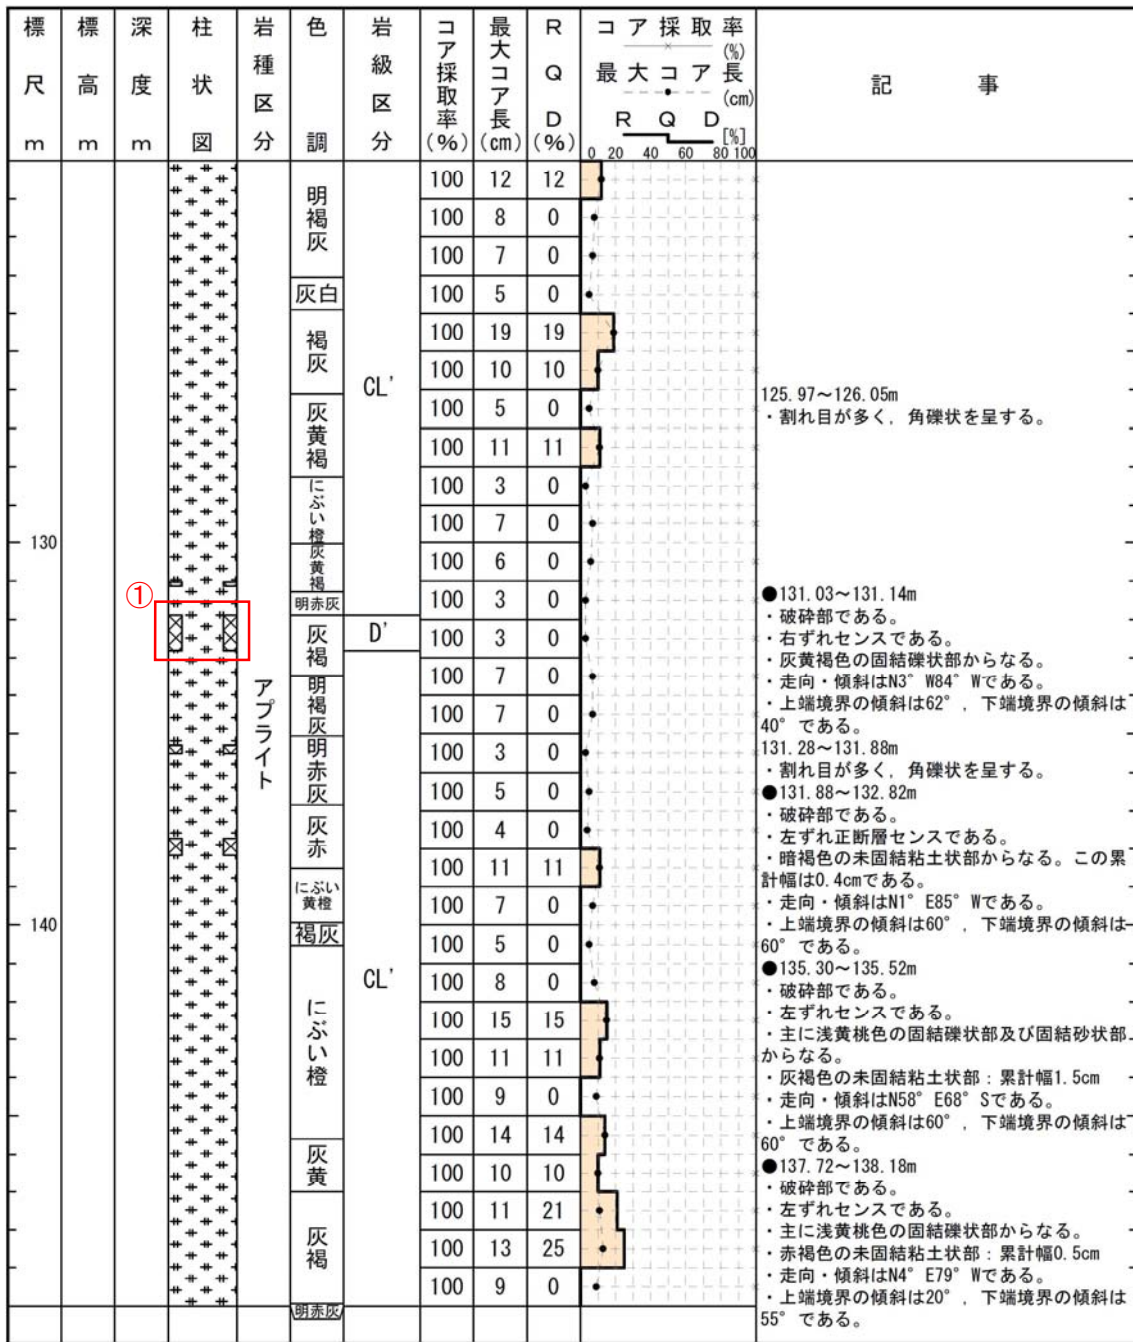 標尺m
標高m
深度m
柱状図
岩種区分
色調
岩級区分
コア採取率(%)
最大コア長(cm)
RQD(%)
コア採取率(%)
最大コア長(cm)
RQD[%]
0 20 40 60 80 100
記事
100 12 12
100 8 0
100 7 0
100 5 0
100 19 19
100 10 10
100 5 0
100 11 11
100 3 0
100 7 0
100 6 0
100 3 0
100 3 0
100 7 0
100 7 0
100 3 0
100 5 0
100 4 0
100 11 11
100 7 0
100 5 0
100 8 0
100 15 15
100 11 11
100 9 0
100 14 14
100 10 10
100 11 21
100 13 25
100 9 0
130
140
①
アプライト
明褐灰
灰白
褐灰
灰黄褐
にぶい橙
灰黄褐
明赤灰
灰褐
明褐灰
明赤灰
灰赤
にぶい
黄橙
褐灰
にぶい橙
灰黄
灰褐
明赤灰
CL'
D'
CL'
125.97～126.05m
・割れ目が多く，角礫状を呈する。
●131.03～131.14m
・破砕部である。
・右ずれセンスである。
・灰黄褐色の固結礫状部からなる。
・走向・傾斜はN3°W84°Wである。
・上端境界の傾斜は62°，下端境界の傾斜は
40°である。
131.28～131.88m
・割れ目が多く，角礫状を呈する。
●131.88～132.82m
・破砕部である。
・左ずれ正断層センスである。
・暗褐色の未固結粘土状部からなる。この累
計幅は0.4cmである。
・走向・傾斜はN1°E85°Wである。
・上端境界の傾斜は60°，下端境界の傾斜は
60°である。
●135.30～135.52m
・破砕部である。
・左ずれセンスである。
・主に浅黄桃色の固結礫状部及び固結砂状部
からなる。
・灰褐色の未固結粘土状部：累計幅1.5cm
・走向・傾斜はN58°E68°Sである。
・上端境界の傾斜は60°，下端境界の傾斜は
60°である。
●137.72～138.18m
・破砕部である。
・左ずれセンスである。
・主に浅黄桃色の固結礫状部からなる。
・赤褐色の未固結粘土状部：累計幅0.5cm
・走向・傾斜はN4°E79°Wである。
・上端境界の傾斜は20°，下端境界の傾斜は
55°である。